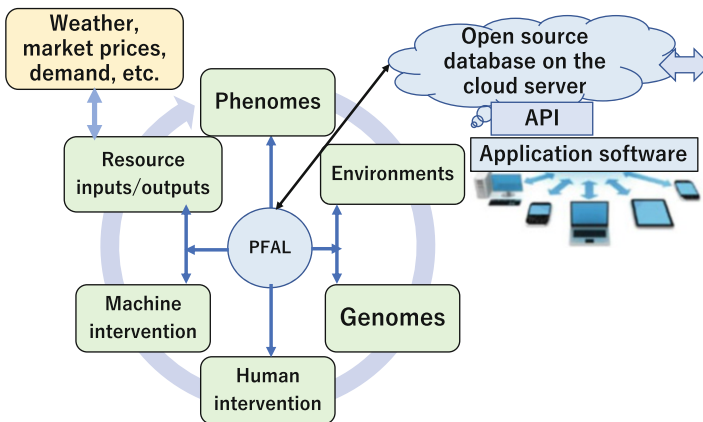 Weather,
market prices,
demand, etc.
Open source
database on the
cloud server
API
Application software
Phenomes
Resource
inputs/outputs
Environments
PFAL
Machine
intervention
Genomes
Human
intervention